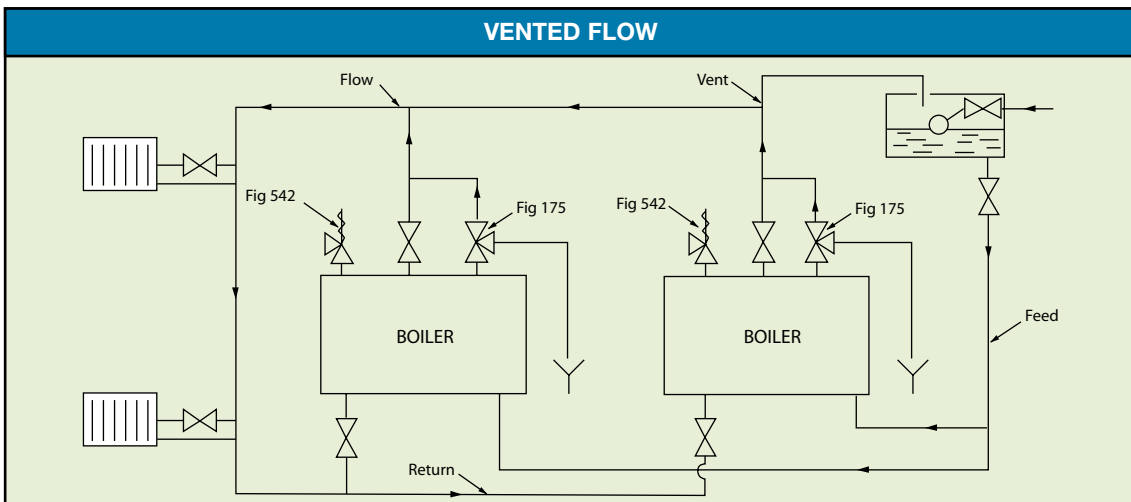 VENTED FLOW
Flow
Vent
Fig 542
Fig 175
Fig 542
Fig 175
BOILER
BOILER
Feed
Return